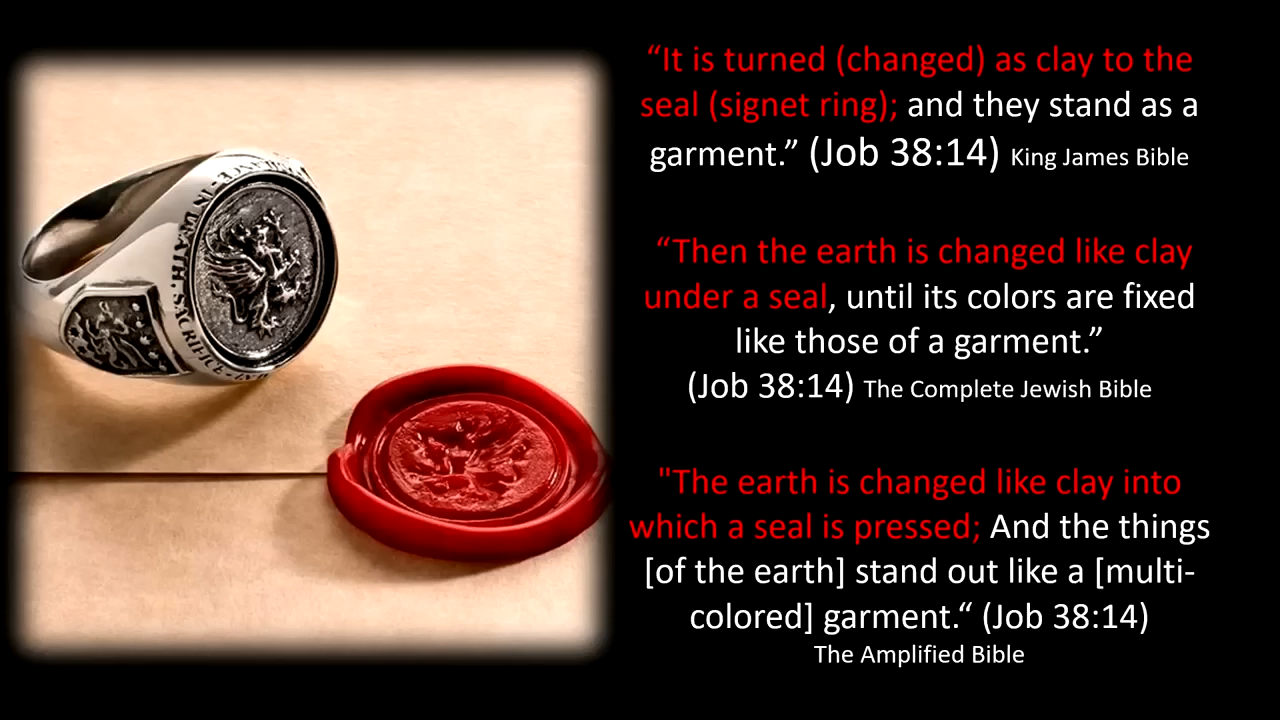 “It is turned (changed) as clay to the
seal (signet ring); and they stand as a
garment.” (Job 38:14) King James Bible
“Then the earth is changed like clay
under a seal, until its colors are fixed
like those of a garment.”
(Job 38:14) The Complete Jewish Bible
"The earth is changed like clay into
which a seal is pressed; And the things
[of the earth] stand out like a [multi-
colored] garment.“ (Job 38:14)
The Amplified Bible
IN DEATH, SACRIFICE